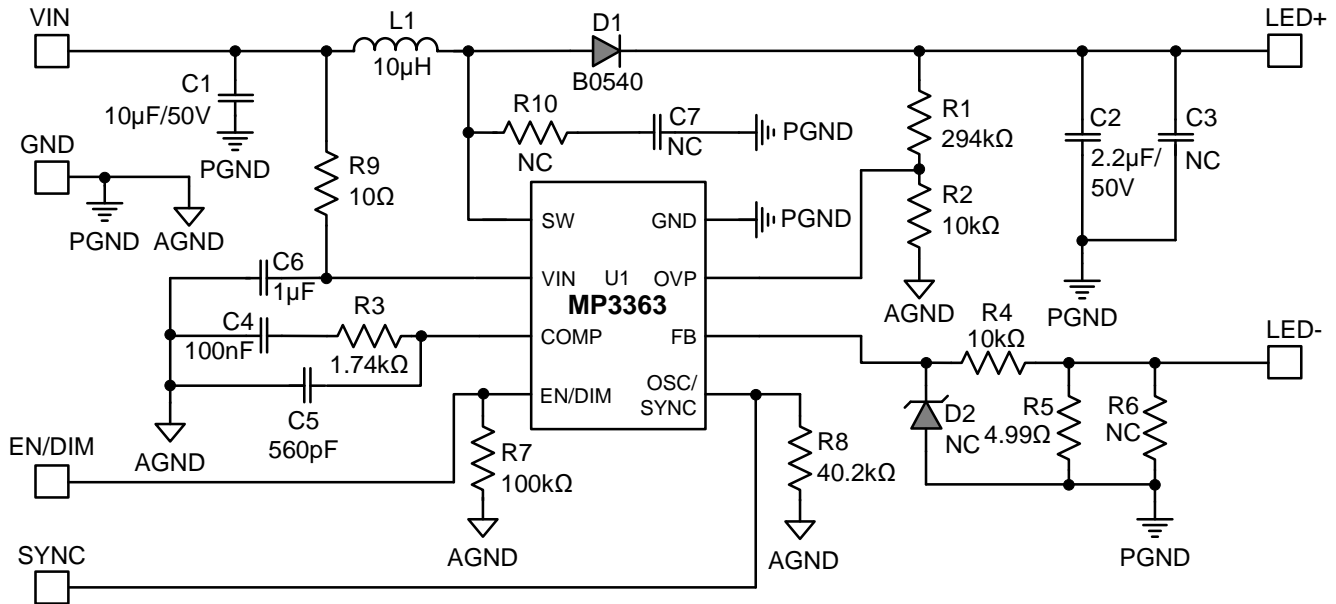 VIN
L1
10µH
D1
B0540
LED+
C1
10µF/50V
PGND
R10
NC
C7
NC
PGND
R1
294kΩ
C2
2.2µF/
50V
C3
NC
GND
PGND
AGND
R9
10Ω
R2
10kΩ
AGND
PGND
SW
GND
PGND
VIN
U1
OVP
MP3363
COMP
FB
EN/DIM
OSC/
SYNC
C6
1µF
C4
100nF
R3
1.74kΩ
C5
560pF
AGND
R4
10kΩ
LED-
D2
NC
R5
4.99Ω
R6
NC
PGND
EN/DIM
R7
100kΩ
AGND
R8
40.2kΩ
AGND
SYNC